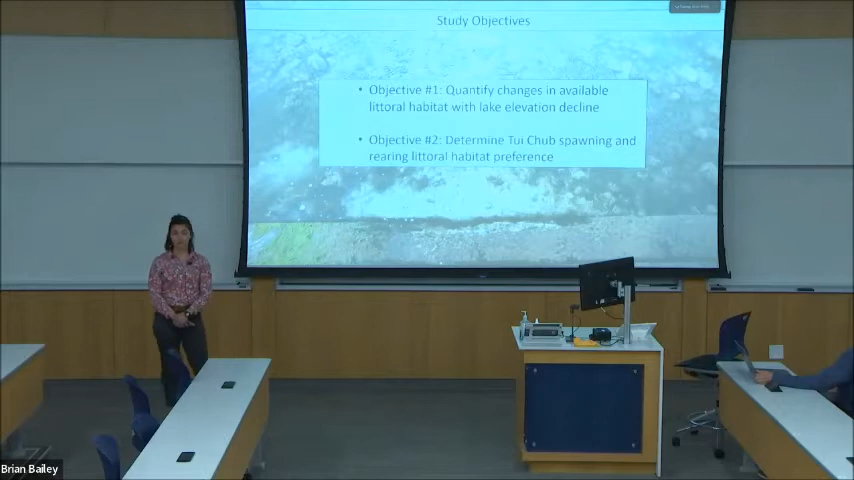 Study Objectives
• Objective #1: Quantify changes in available
littoral habitat with lake elevation decline
• Objective #2: Determine Tui Chub spawning and
rearing littoral habitat preference
Brian Bailey